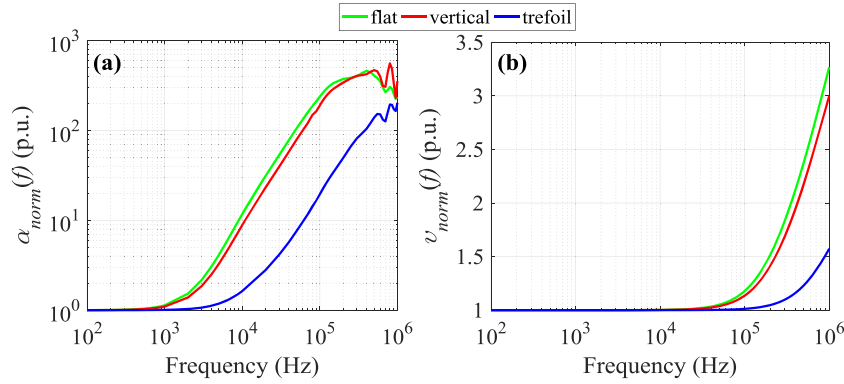 flat vertical trefoil
(a)
α_norm(f) (p.u.)
10^3
10^2
10^1
10^0
10^2 10^3 10^4 10^5 10^6
Frequency (Hz)
(b)
υ_norm(f) (p.u.)
3.5
3
2.5
2
1.5
1
10^2 10^3 10^4 10^5 10^6
Frequency (Hz)